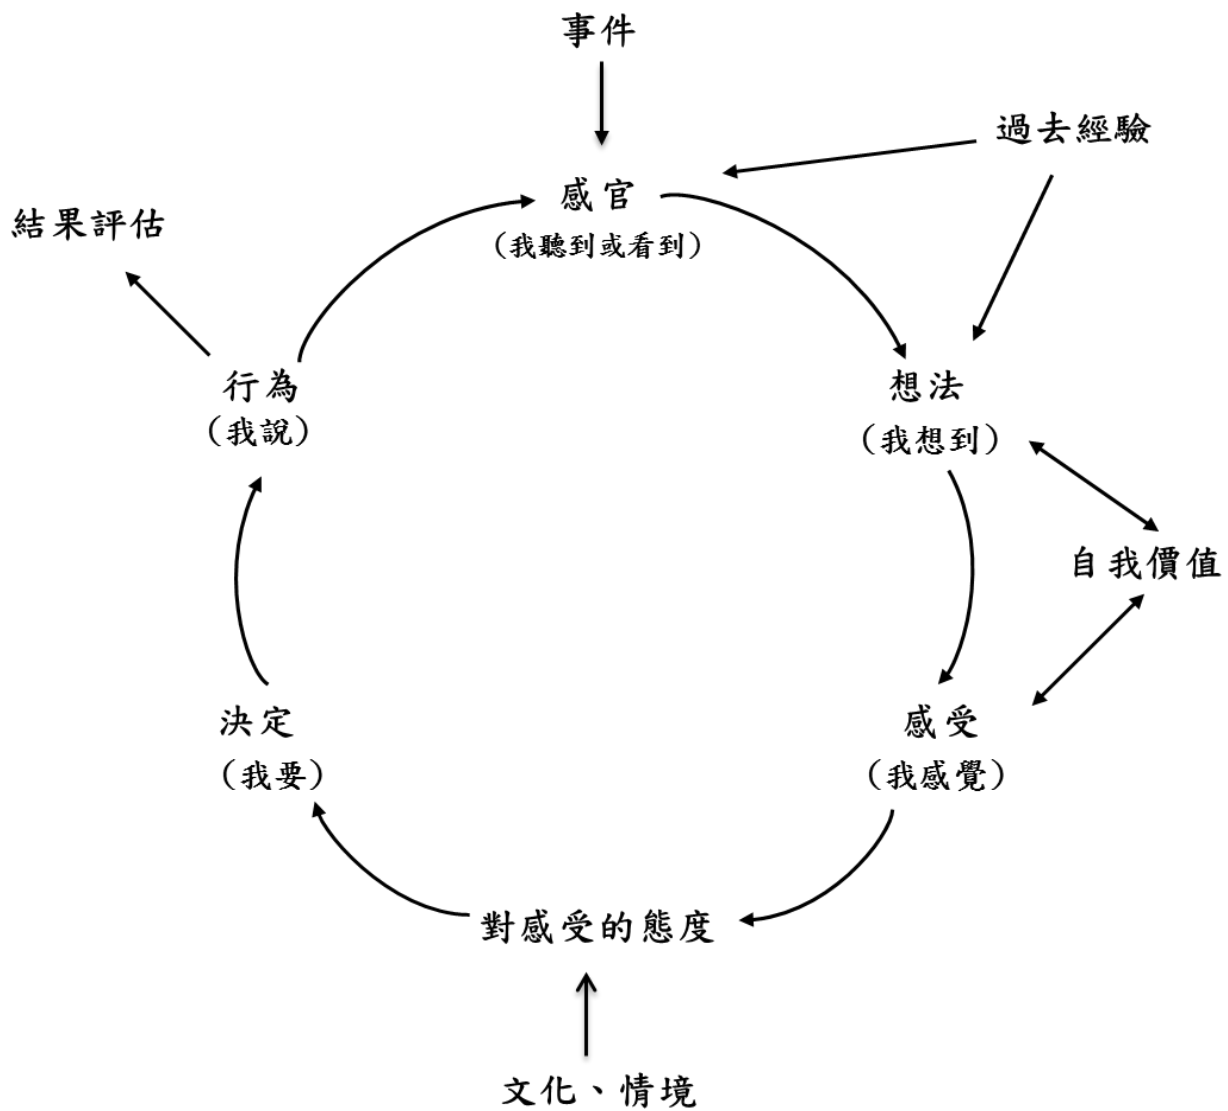 事件
過去經驗
感官
（我聽到或看到）
結果評估
行為
（我說）
想法
（我想到）
自我價值
決定
（我要）
感受
（我感覺）
對感受的態度
文化、情境